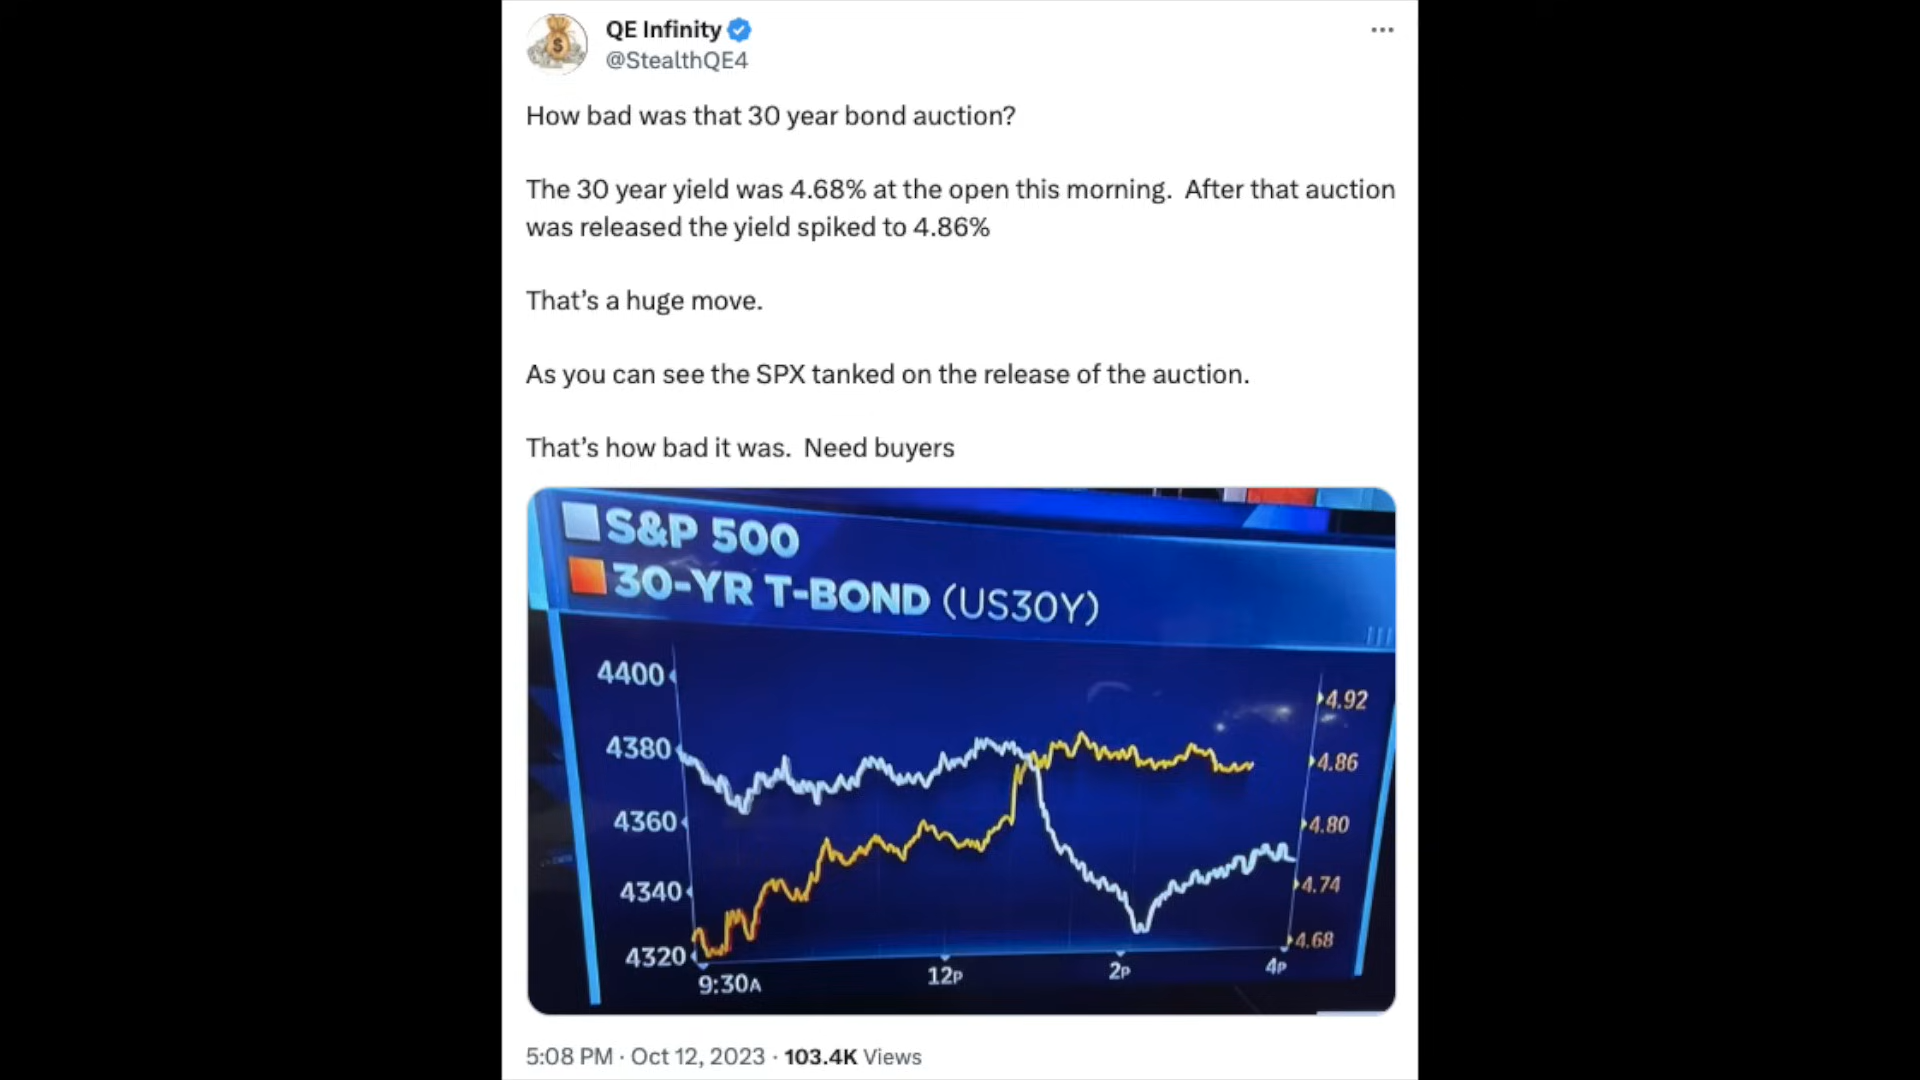 QE Infinity
@StealthQE4
How bad was that 30 year bond auction?
The 30 year yield was 4.68% at the open this morning.  After that auction
was released the yield spiked to 4.86%
That’s a huge move.
As you can see the SPX tanked on the release of the auction.
That’s how bad it was.  Need buyers
S&P 500
30-YR T-BOND (US30Y)
4400
4380
4360
4340
4320
4.92
4.86
4.80
4.74
4.68
9:30A
12P
2P
4P
5:08 PM · Oct 12, 2023 · 103.4K Views